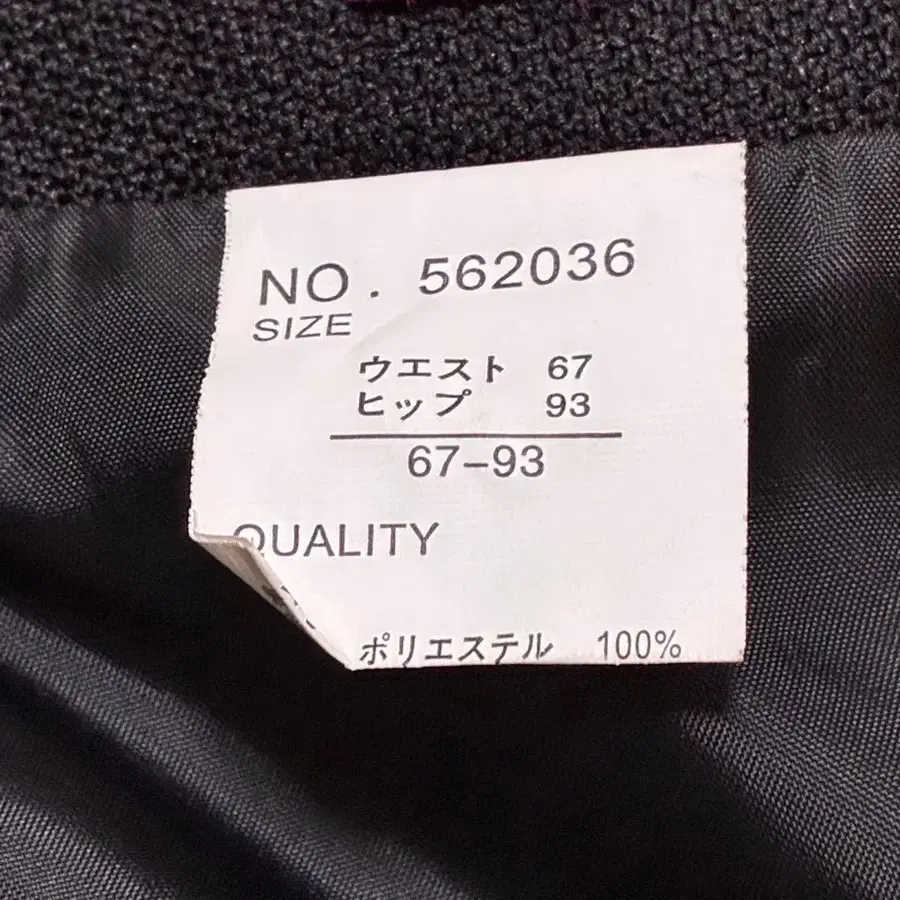 NO. 562036
SIZE
ウエスト 67
ヒップ 93
67-93
QUALITY
ポリエステル 100%